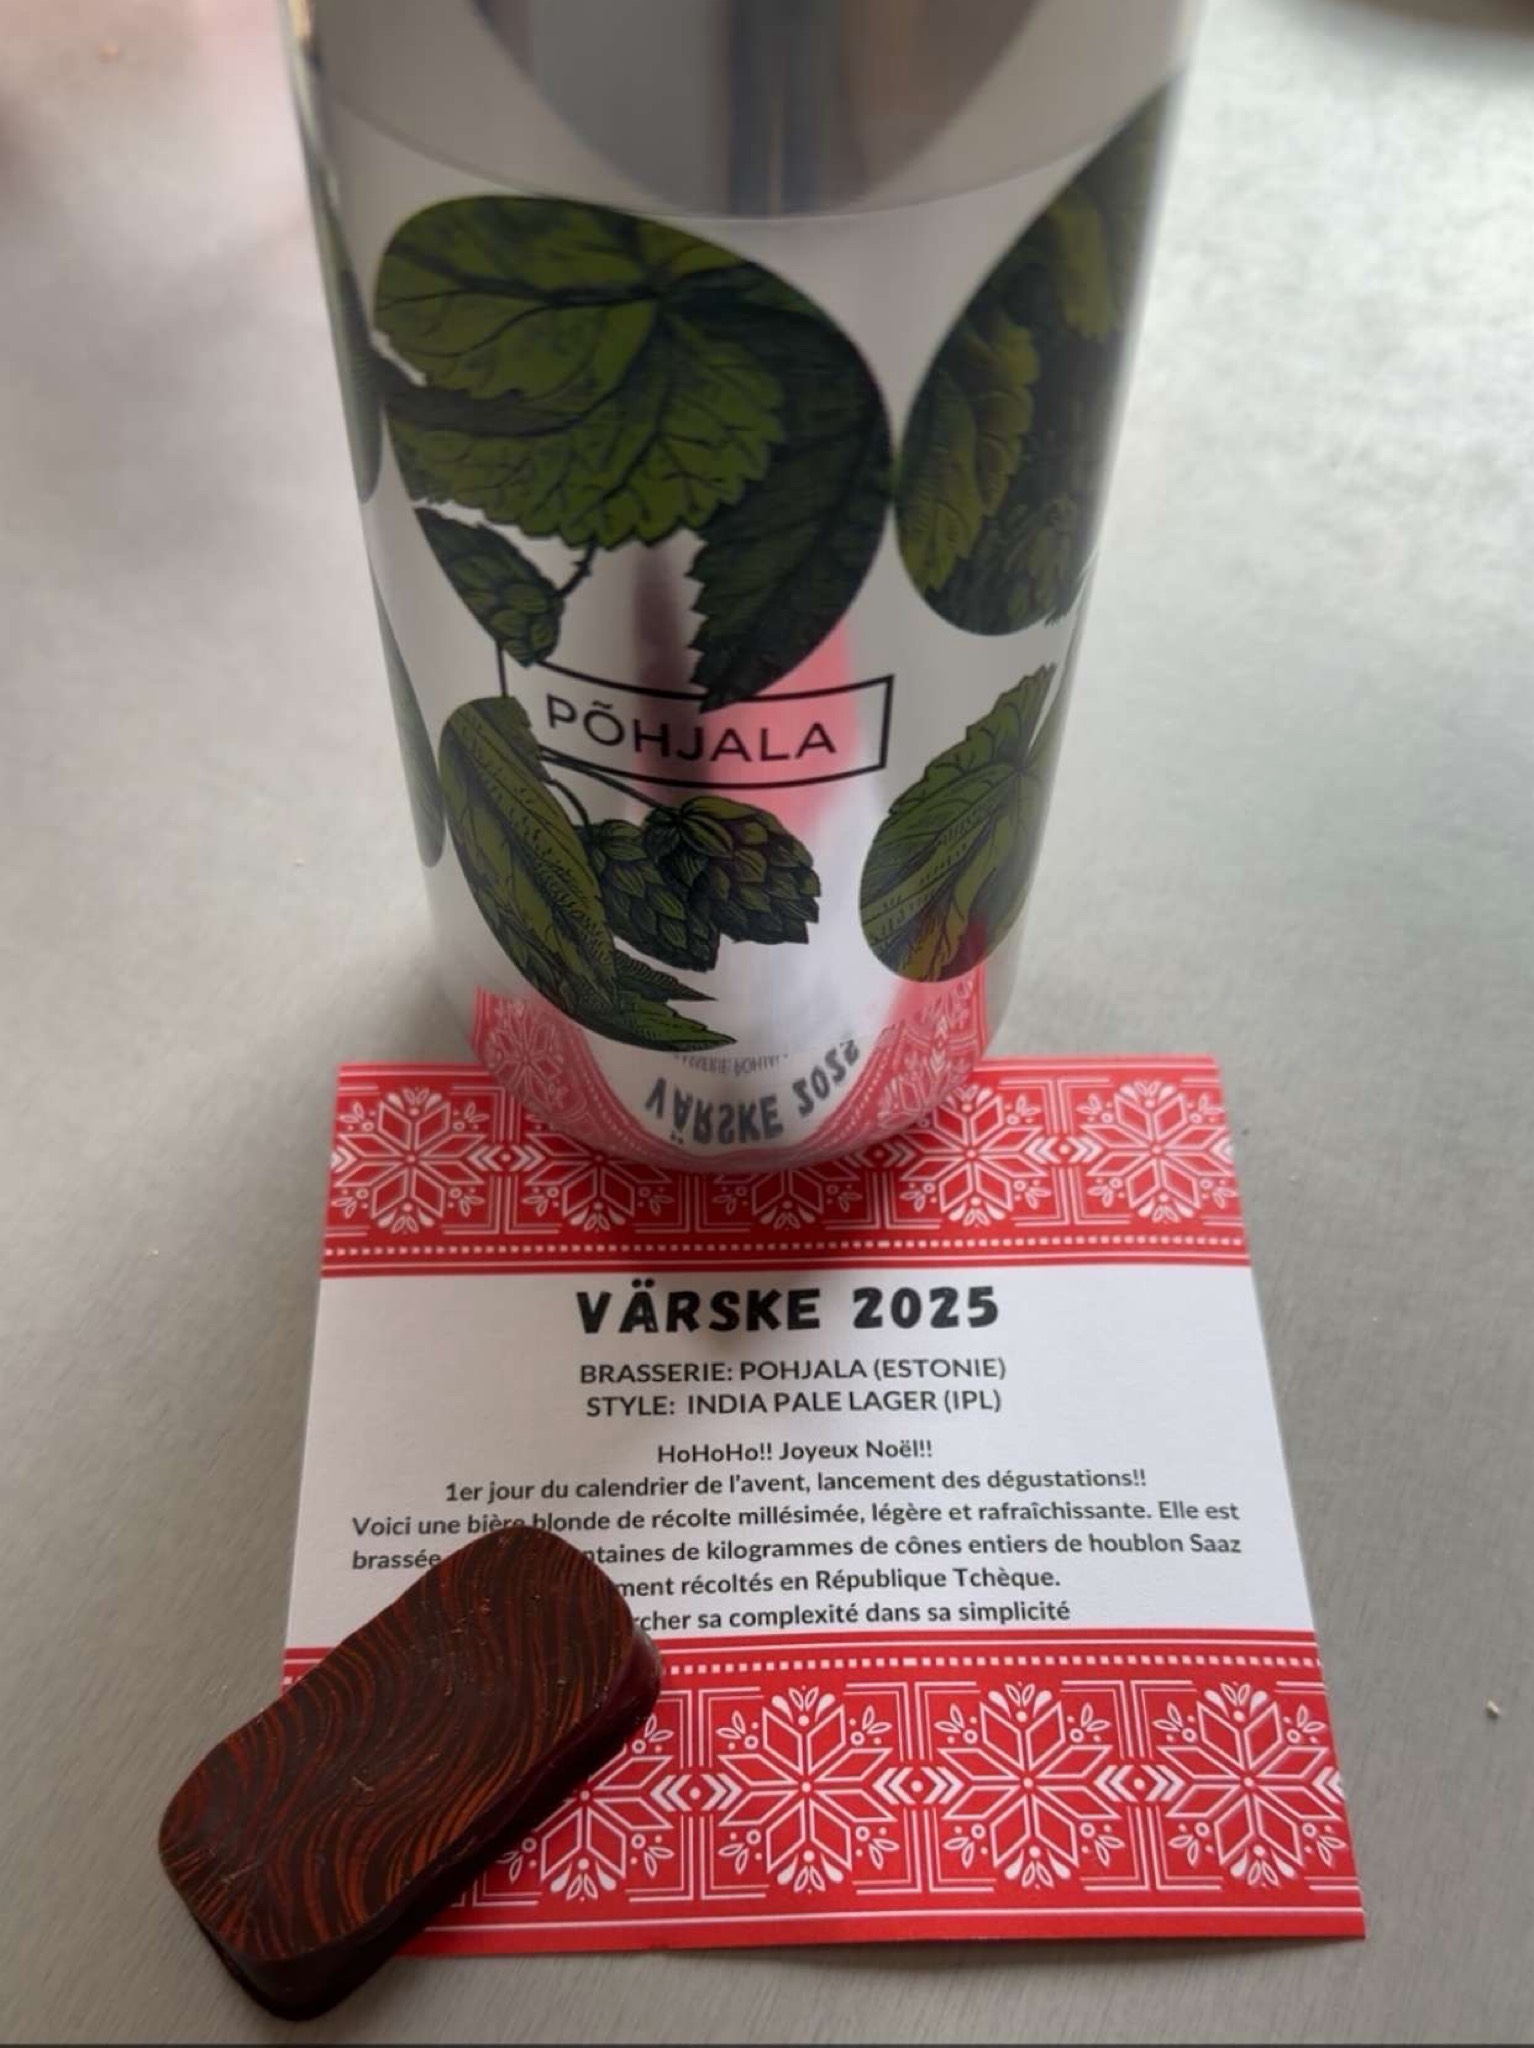 PÕHJALA
VÄRSKE 2025
VÄRSKE 2025
BRASSERIE: POHJALA (ESTONIE)
STYLE: INDIA PALE LAGER (IPL)
HoHoHo!! Joyeux Noël!!
1er jour du calendrier de l'avent, lancement des dégustations!!
Voici une bière blonde de récolte millésimée, légère et rafraîchissante. Elle est
brassée de kilogrammes de cônes entiers de houblon Saaz
récoltés en République Tchèque.
sa complexité dans sa simplicité